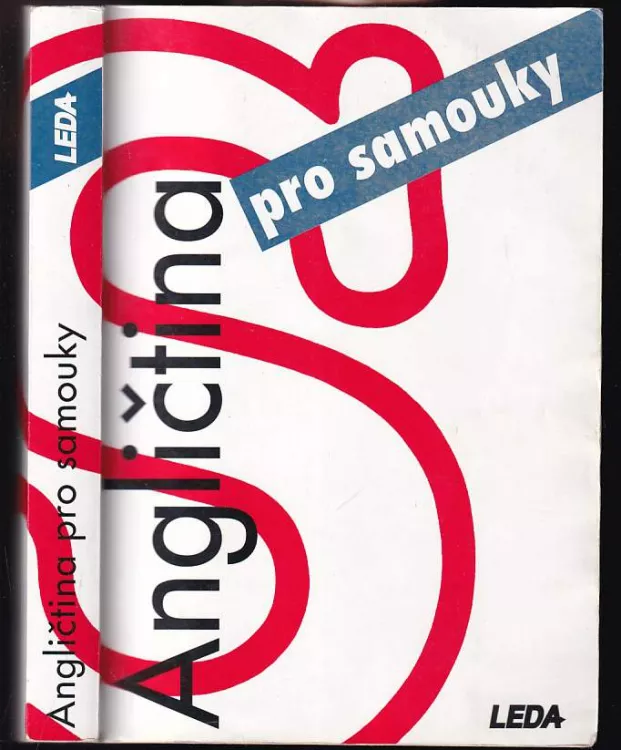 LEDA
Angličtina pro samouky
Angličtina
pro samouky
LEDA